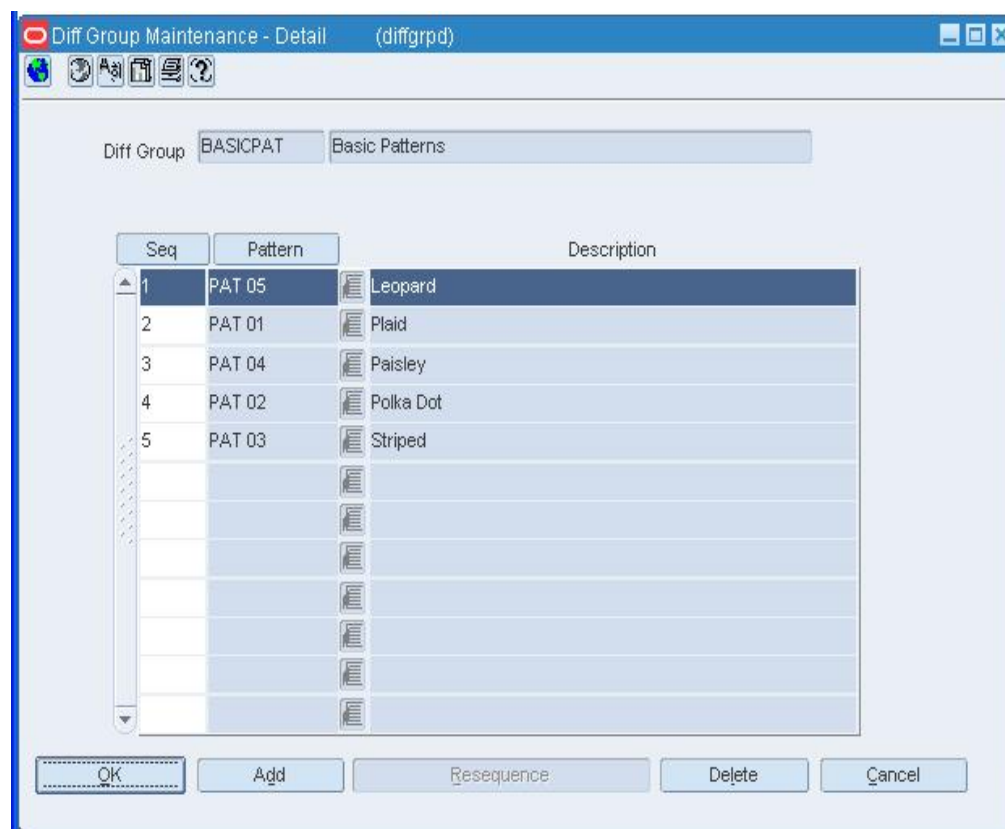 Diff Group Maintenance - Detail (diffgrpd)
Diff Group BASICPAT Basic Patterns
Seq Pattern Description
1 PAT 05 Leopard
2 PAT 01 Plaid
3 PAT 04 Paisley
4 PAT 02 Polka Dot
5 PAT 03 Striped
OK Add Resequence Delete Cancel